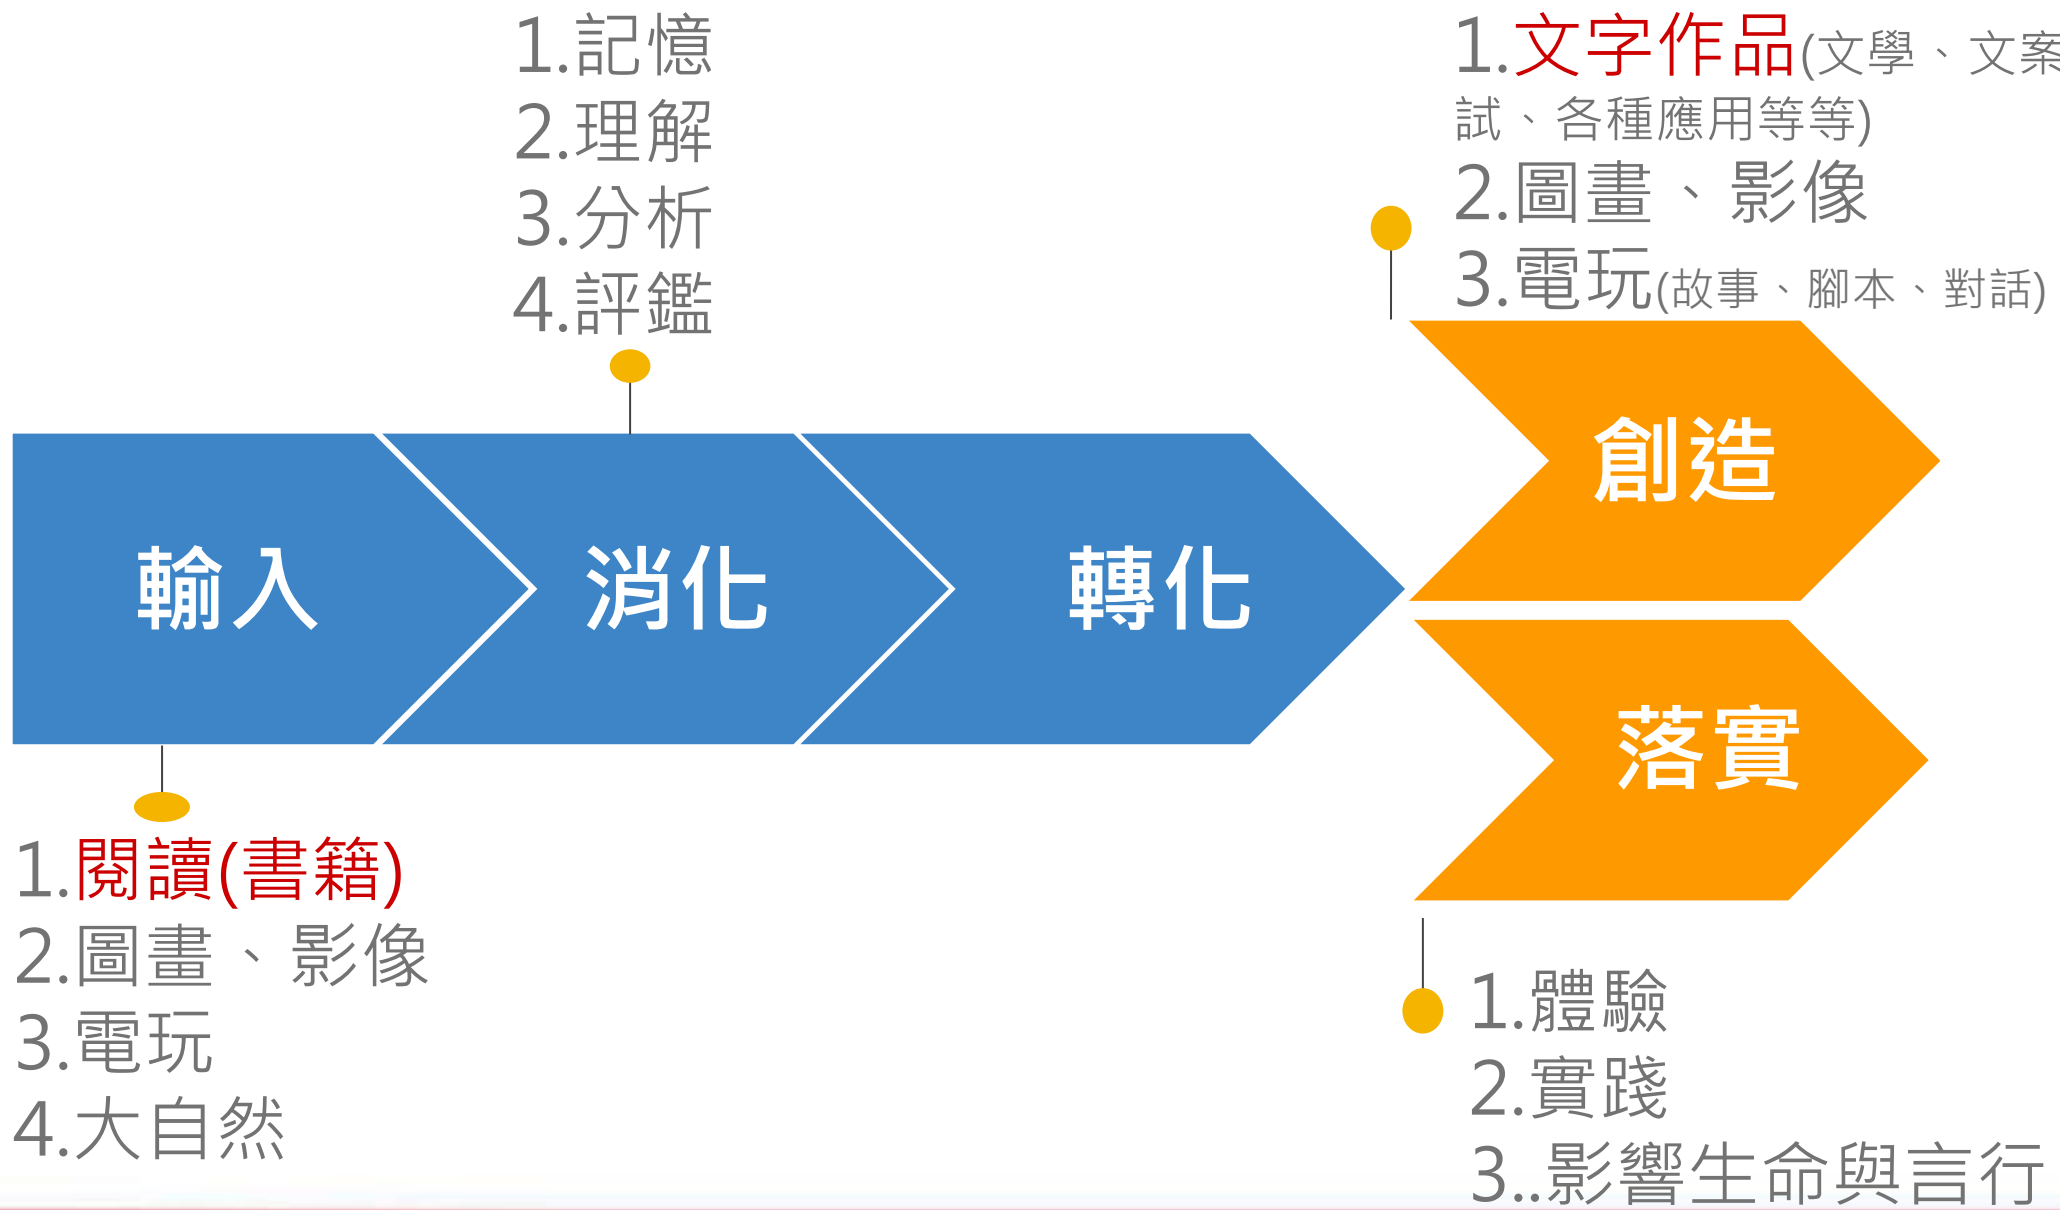 1.記憶
2.理解
3.分析
4.評鑑
1.文字作品(文學、文案
試、各種應用等等)
2.圖畫、影像
3.電玩(故事、腳本、對話)
輸入
消化
轉化
創造
落實
1.閱讀(書籍)
2.圖畫、影像
3.電玩
4.大自然
1.體驗
2.實踐
3..影響生命與言行